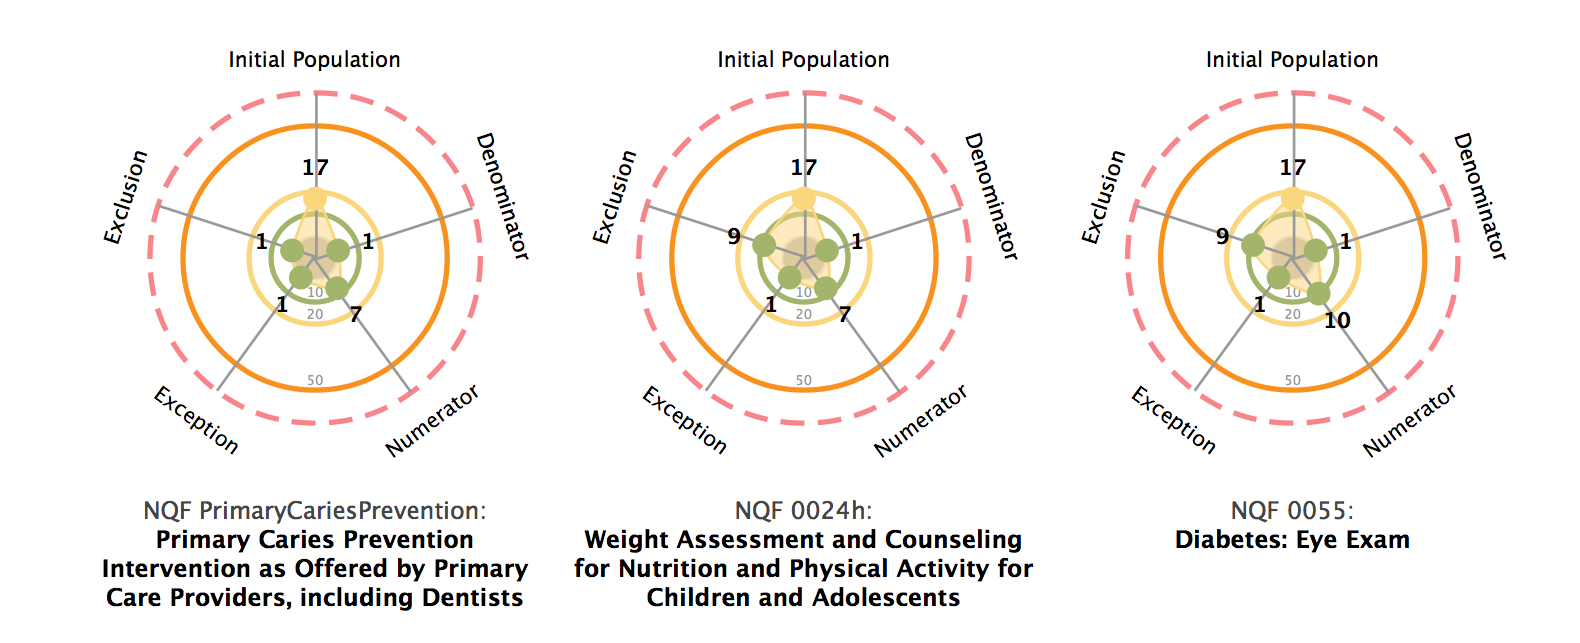 Initial Population
Exclusion
Denominator
17
1
1
1
7
10
20
50
Exception
Numerator
NQF PrimaryCariesPrevention:
Primary Caries Prevention
Intervention as Offered by Primary
Care Providers, including Dentists
Initial Population
Exclusion
Denominator
17
9
1
1
7
10
20
50
Exception
Numerator
NQF 0024h:
Weight Assessment and Counseling
for Nutrition and Physical Activity for
Children and Adolescents
Initial Population
Exclusion
Denominator
17
9
1
1
10
10
20
50
Exception
Numerator
NQF 0055:
Diabetes: Eye Exam